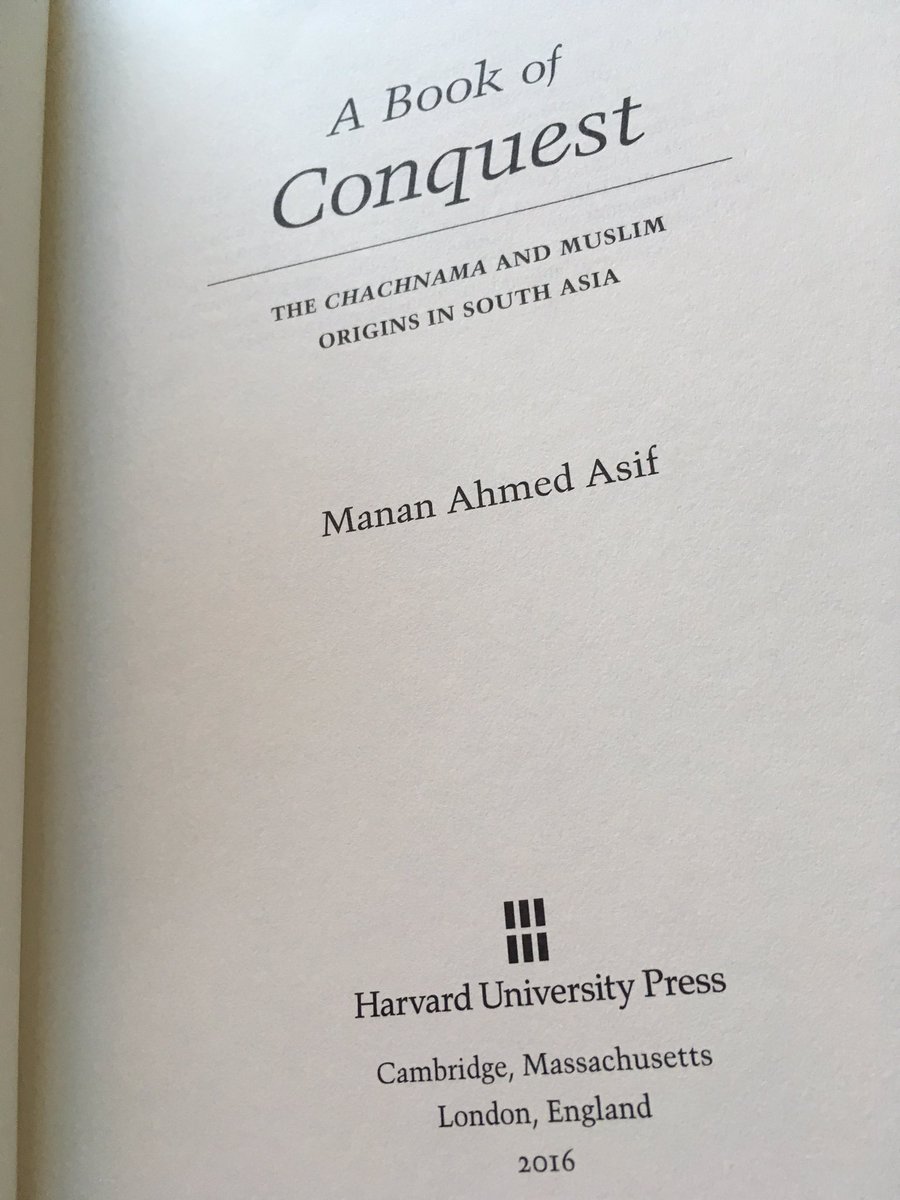 A Book of
Conquest
THE CHACHNAMA AND MUSLIM
ORIGINS IN SOUTH ASIA
Manan Ahmed Asif
Harvard University Press
Cambridge, Massachusetts
London, England
2016